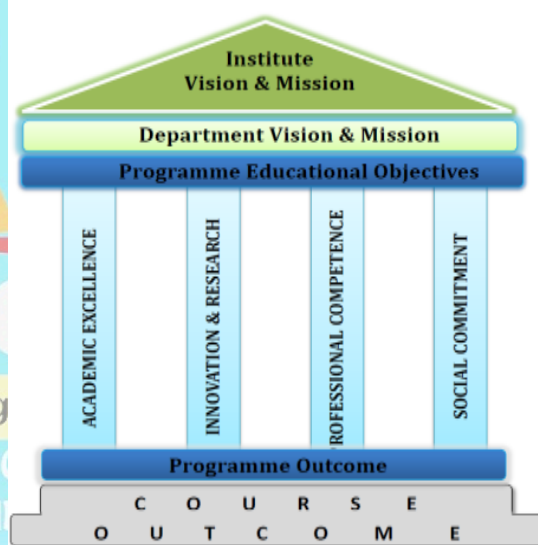 Institute
Vision & Mission
Department Vision & Mission
Programme Educational Objectives
ACADEMIC EXCELLENCE
INNOVATION & RESEARCH
PROFESSIONAL COMPETENCE
SOCIAL COMMITMENT
Programme Outcome
C O U R S E
O U T C O M E